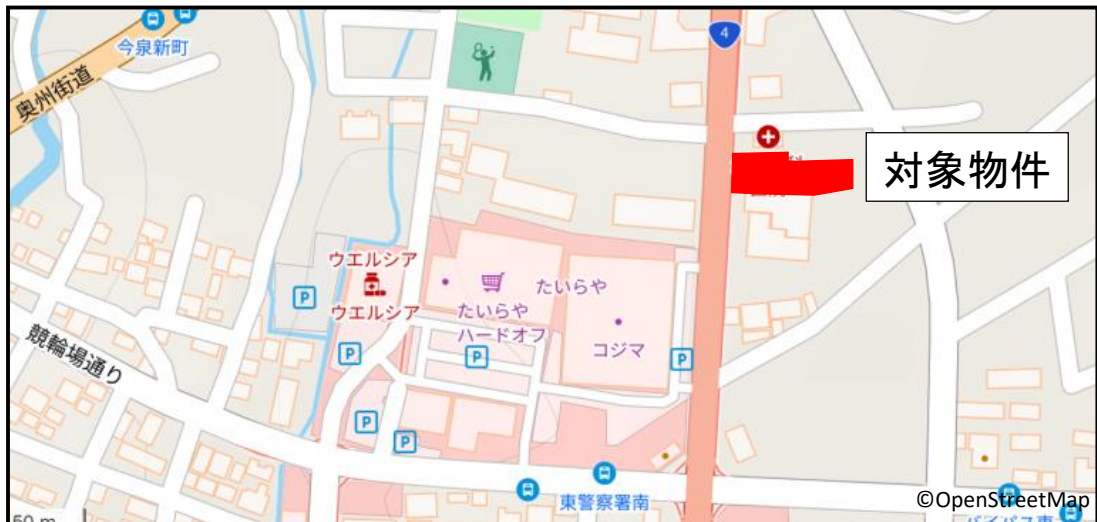 今泉新町
奥州街道
4
対象物件
ウエルシア
ウエルシア
P
たいらや
たいらや
ハードオフ
コジマ
P
P
P
P
P
競輪場通り
東警察署南
©OpenStreetMap
50 m